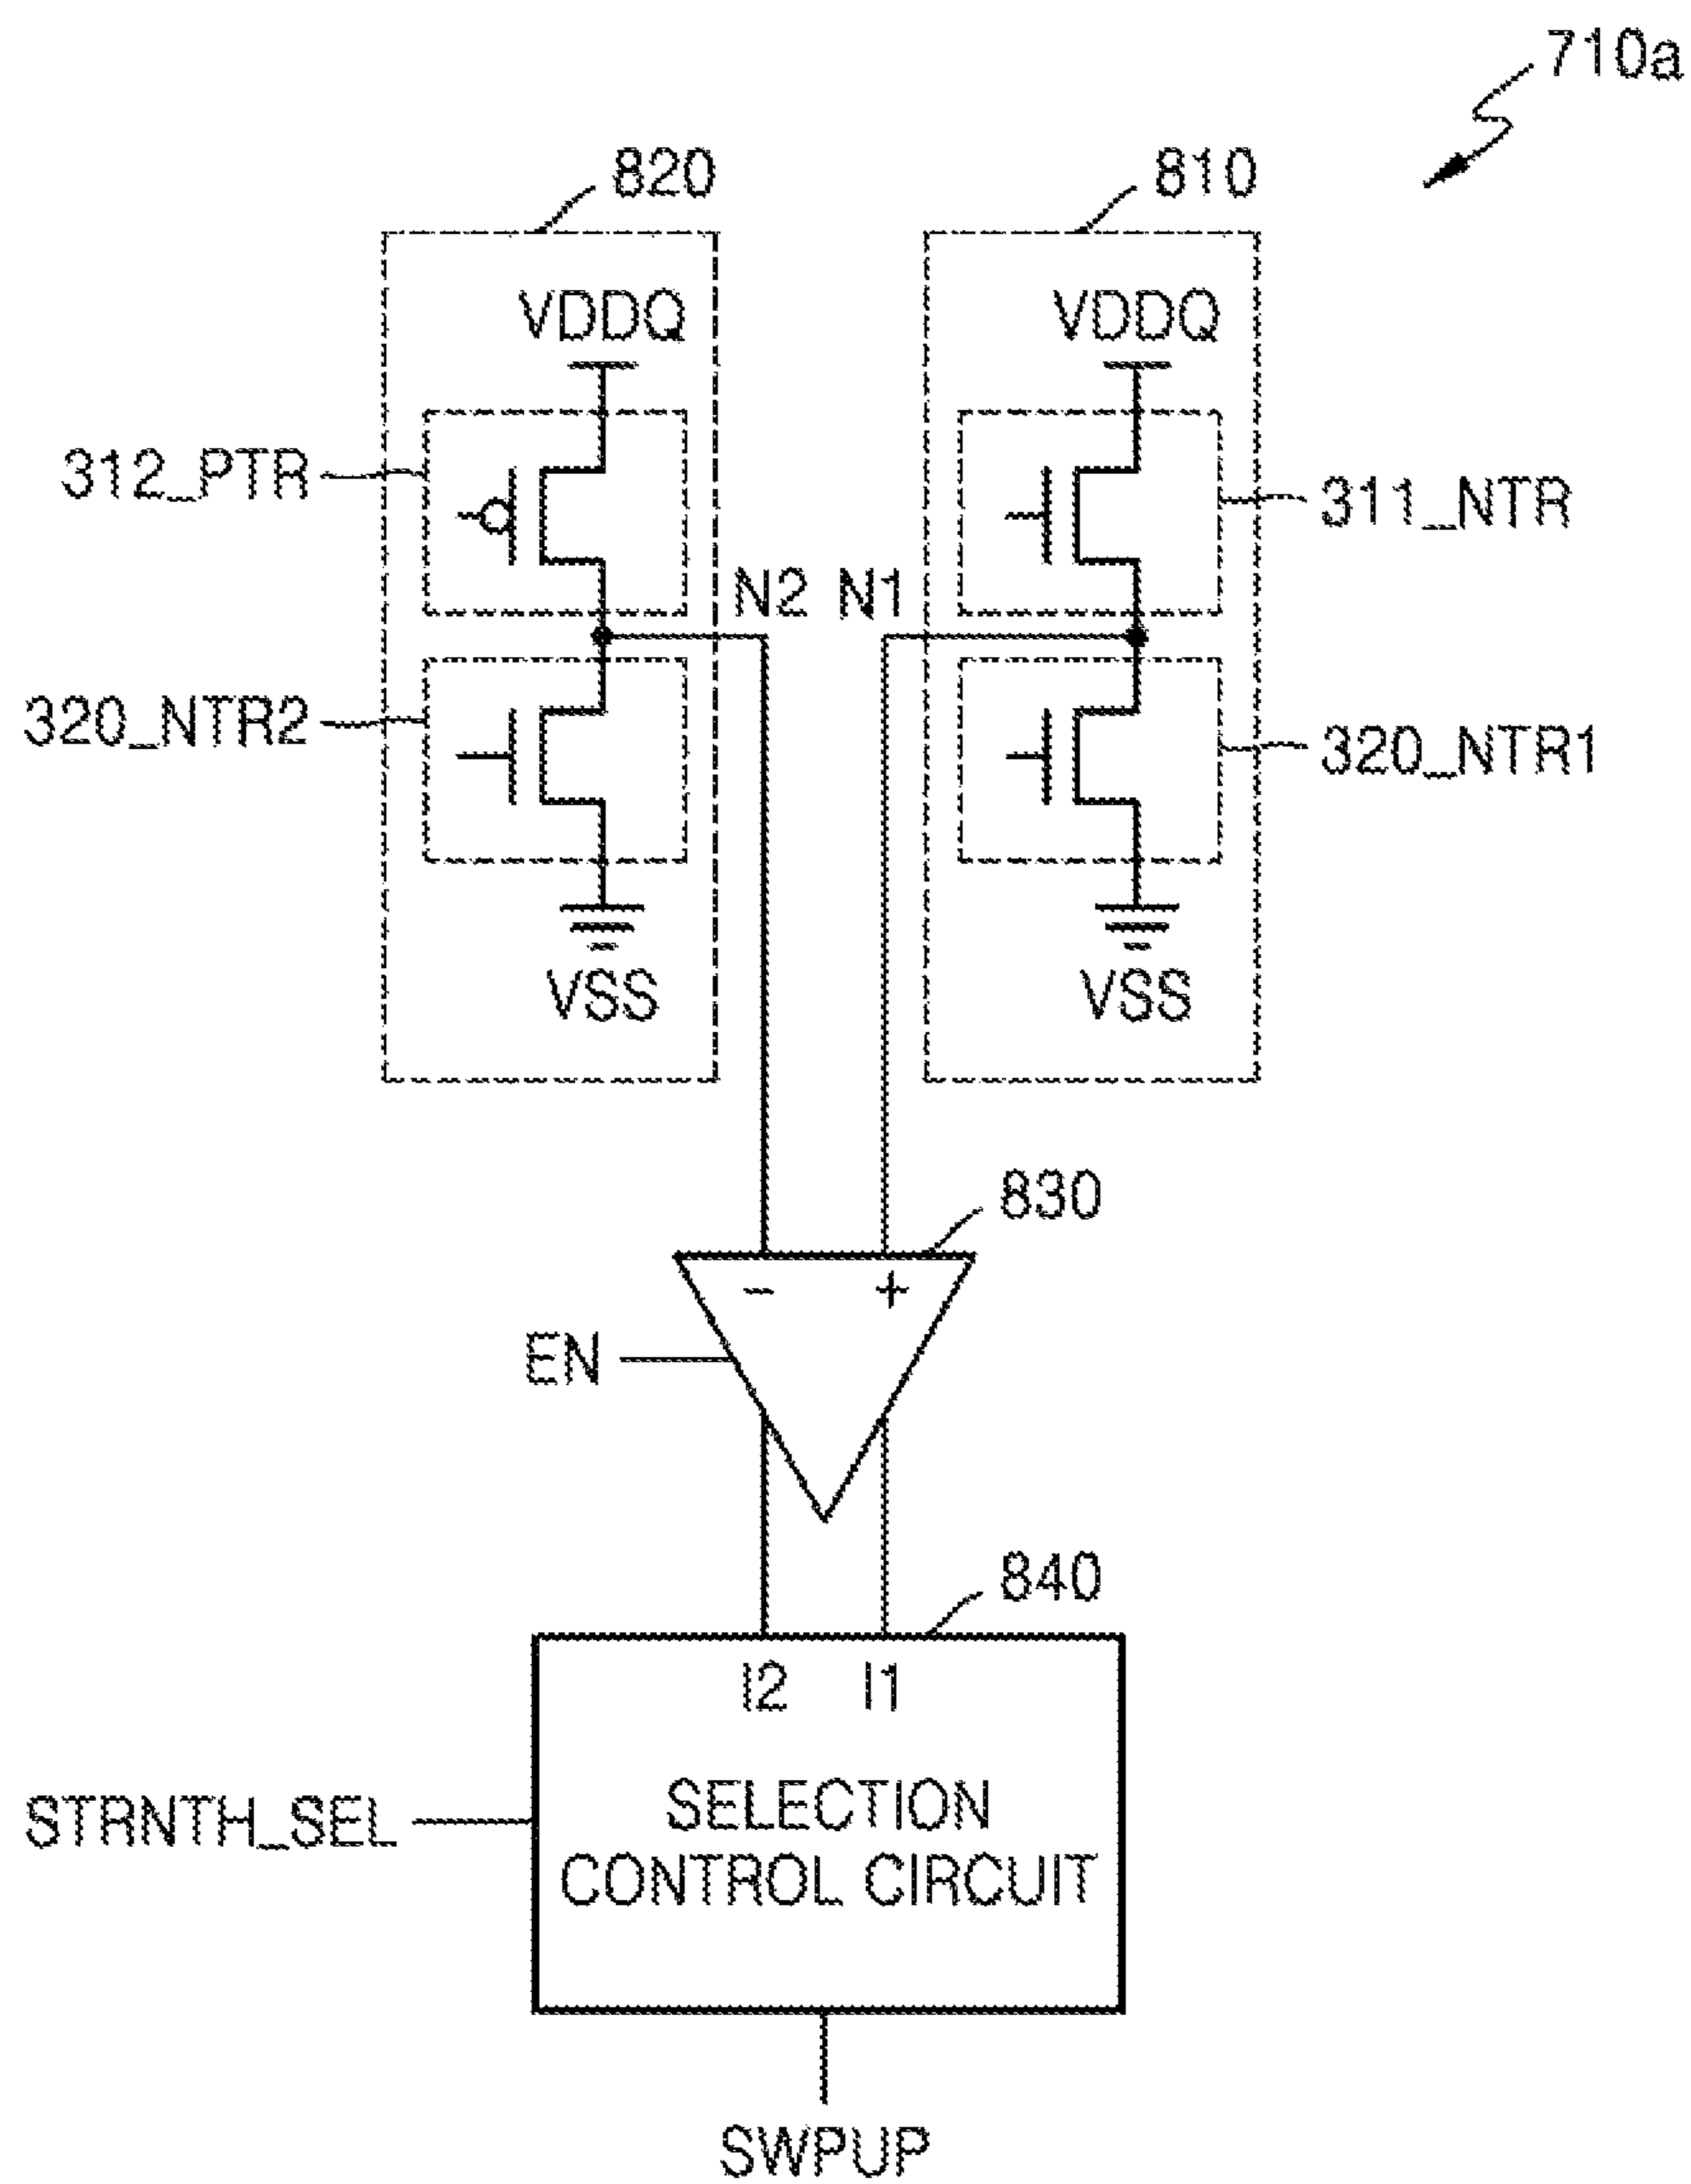 710a
820
810
VDDQ
VDDQ
312_PTR
311_NTR
N2
N1
320_NTR2
320_NTR1
VSS
VSS
830
-
+
EN
840
I2
I1
STRNTH_SEL
SELECTION
CONTROL CIRCUIT
SWPUP